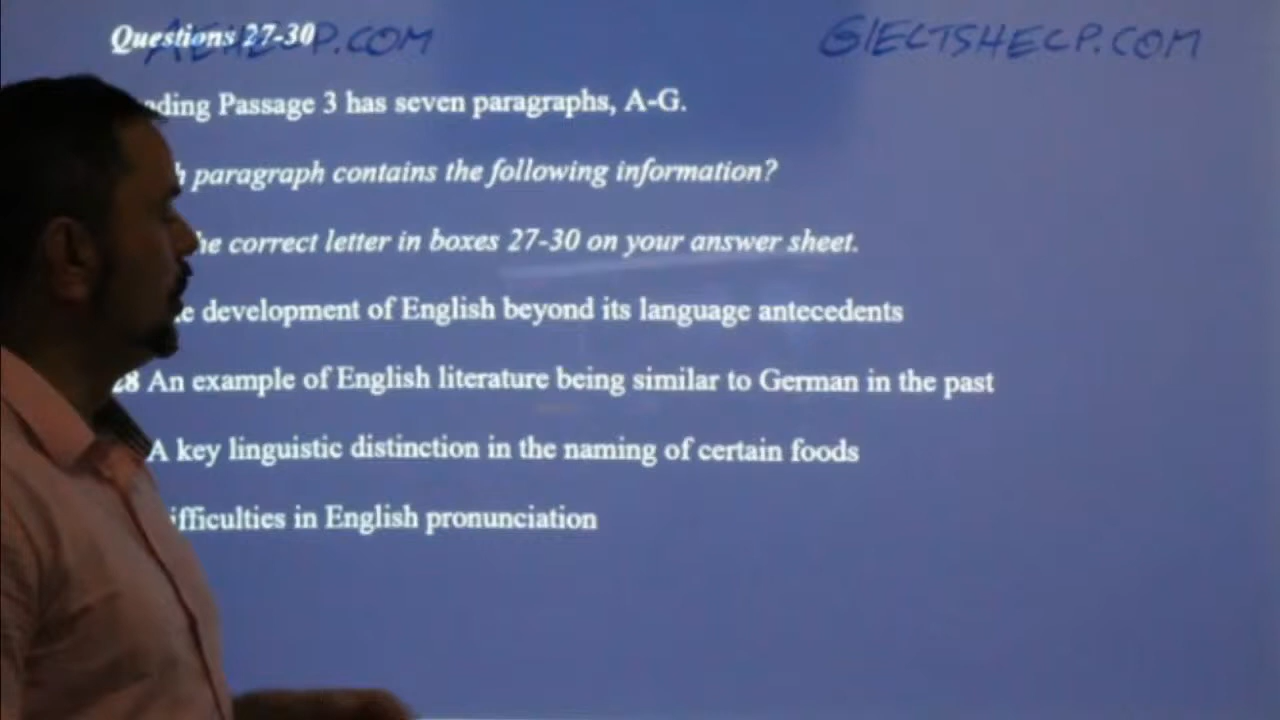 Questions 27-30
AEHELP.COM
GIELTSHELP.COM
Passage 3 has seven paragraphs, A-G.
paragraph contains the following information?
correct letter in boxes 27-30 on your answer sheet.
development of English beyond its language antecedents
28 An example of English literature being similar to German in the past
A key linguistic distinction in the naming of certain foods
in English pronunciation